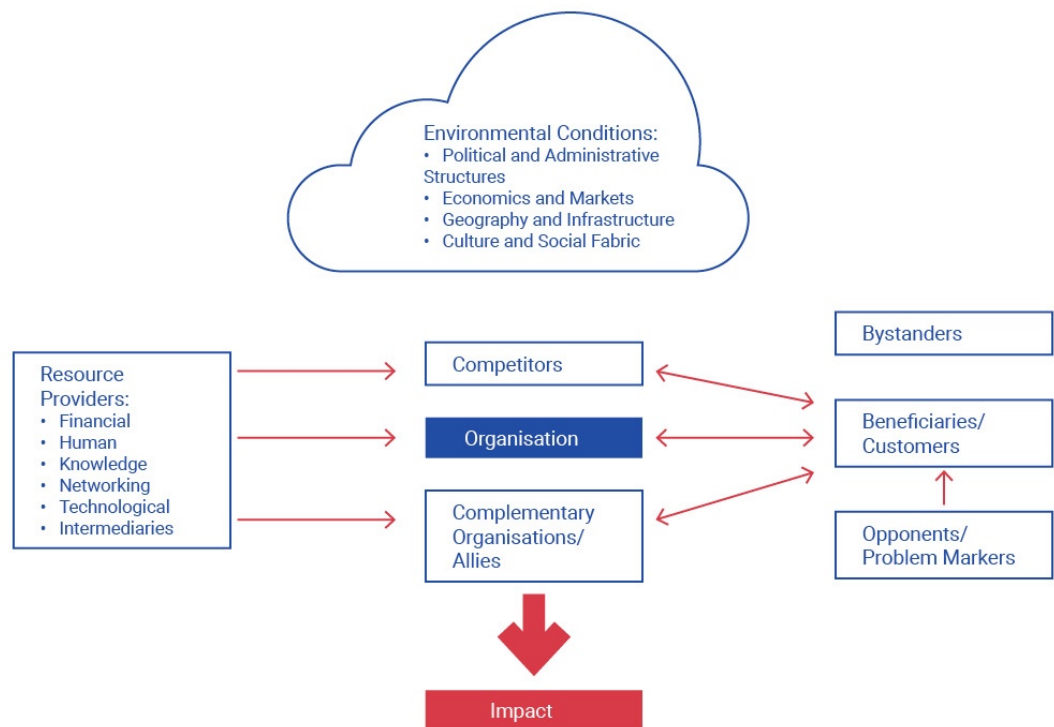 Environmental Conditions:
• Political and Administrative
Structures
• Economics and Markets
• Geography and Infrastructure
• Culture and Social Fabric
Resource
Providers:
• Financial
• Human
• Knowledge
• Networking
• Technological
• Intermediaries
Competitors
Organisation
Complementary
Organisations/
Allies
Bystanders
Beneficiaries/
Customers
Opponents/
Problem Markers
Impact